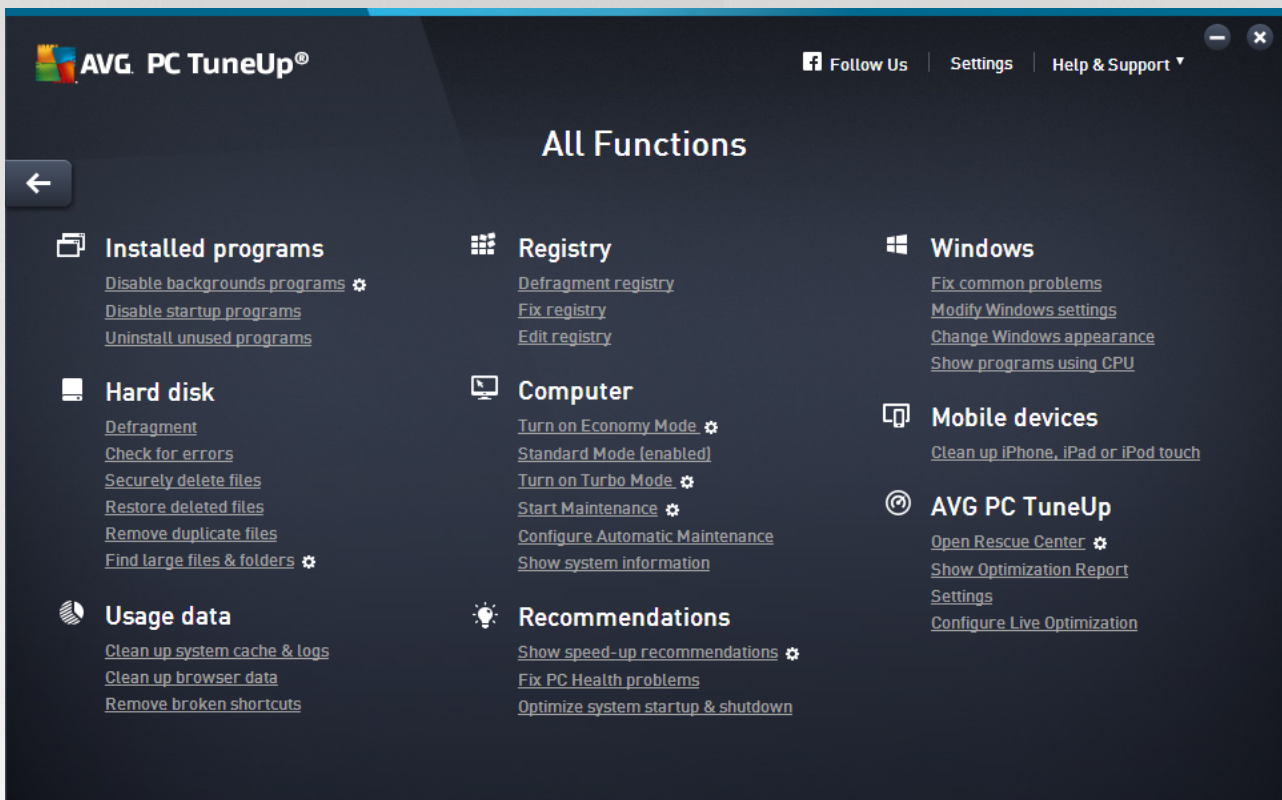 AVG. PC TuneUp®
Follow Us
Settings
Help & Support
All Functions
Installed programs
Disable backgrounds programs
Disable startup programs
Uninstall unused programs
Hard disk
Defragment
Check for errors
Securely delete files
Restore deleted files
Remove duplicate files
Find large files & folders
Usage data
Clean up system cache & logs
Clean up browser data
Remove broken shortcuts
Registry
Defragment registry
Fix registry
Edit registry
Computer
Turn on Economy Mode
Standard Mode (enabled)
Turn on Turbo Mode
Start Maintenance
Configure Automatic Maintenance
Show system information
Recommendations
Show speed-up recommendations
Fix PC Health problems
Optimize system startup & shutdown
Windows
Fix common problems
Modify Windows settings
Change Windows appearance
Show programs using CPU
Mobile devices
Clean up iPhone, iPad or iPod touch
AVG PC TuneUp
Open Rescue Center
Show Optimization Report
Settings
Configure Live Optimization